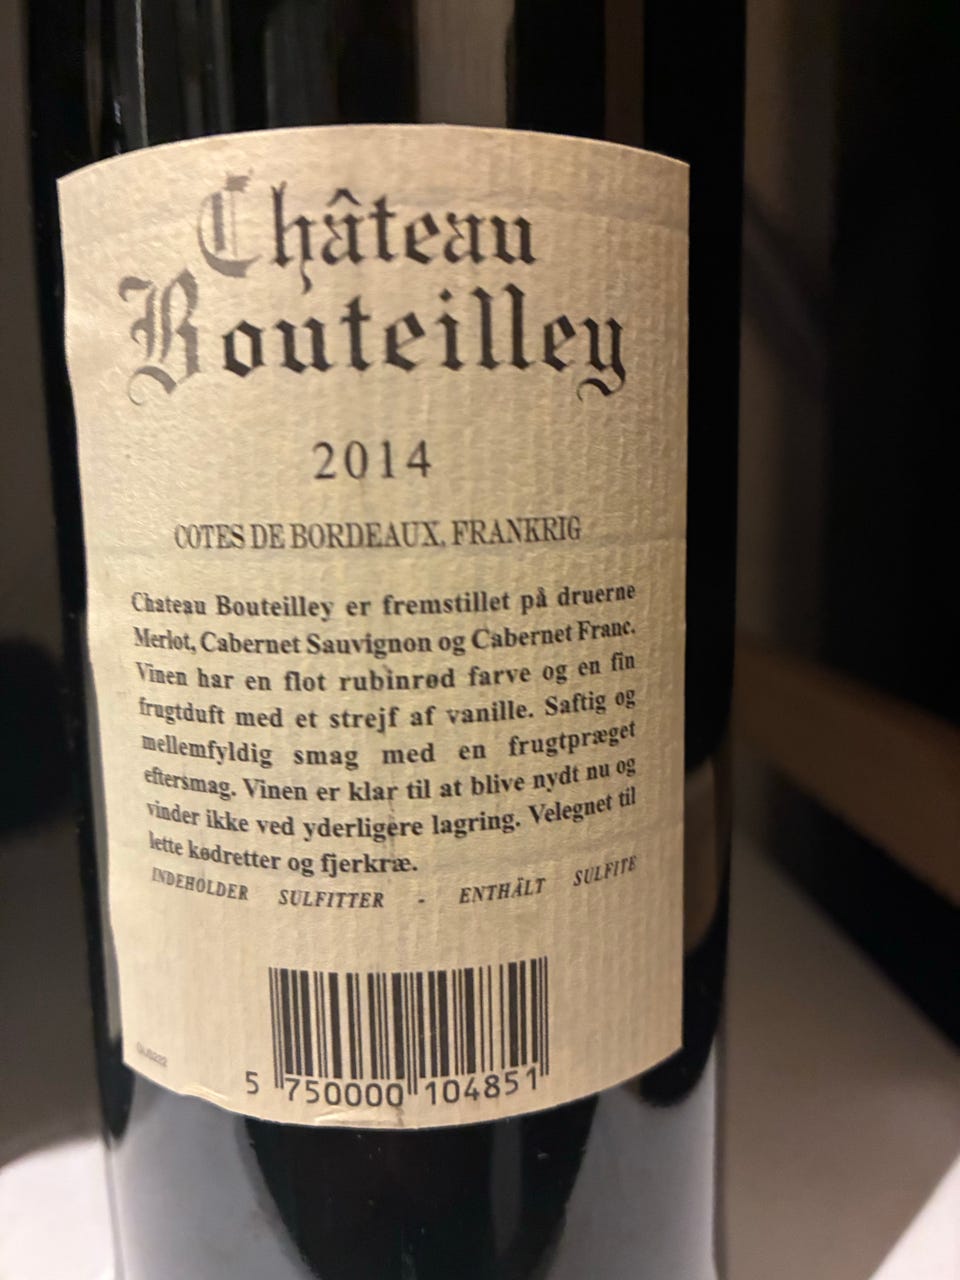 Château
Bouteilley
2014
COTES DE BORDEAUX, FRANKRIG
Chateau Bouteilley er fremstillet på druerne
Merlot, Cabernet Sauvignon og Cabernet Franc.
Vinen har en flot rubinrød farve og en fin
frugtduft med et strejf af vanille. Saftig og
mellemfyldig smag med en frugtpræget
eftersmag. Vinen er klar til at blive nydt nu og
vinder ikke ved yderligere lagring. Velegnet til
lette kødretter og fjerkræ.
INDEHOLDER SULFITTER - ENTHÄLT SULFITE
5 750000 104851